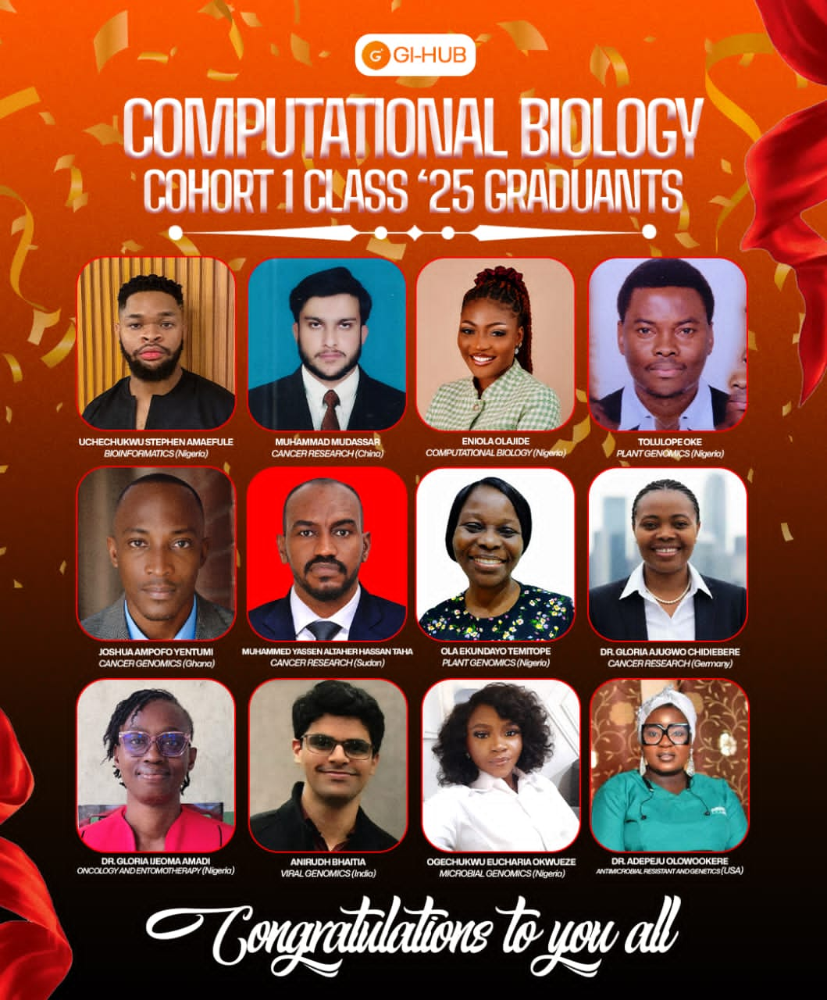 GI-HUB
COMPUTATIONAL BIOLOGY
COHORT 1 CLASS ‘25 GRADUANTS
UCHECHUKWU STEPHEN AMAEFULE
BIOINFORMATICS (Nigeria)
MUHAMMAD MUDASSAR
CANCER RESEARCH (China)
ENIOLA OLAJIDE
COMPUTATIONAL BIOLOGY (Nigeria)
TOLULOPE OKE
PLANT GENOMICS (Nigeria)
JOSHUA AMPOFO YENTUMI
CANCER GENOMICS (Ghana)
MUHAMMED YASSEN ALTAHER HASSAN TAHA
CANCER RESEARCH (Sudan)
OLA EKUNDAYO TEMITOPE
PLANT GENOMICS (Nigeria)
DR. GLORIA AJUGWO CHIDIEBERE
CANCER RESEARCH (Germany)
DR. GLORIA IJEOMA AMADI
ONCOLOGY AND ENTOMOTHERAPY (Nigeria)
ANIRUDH BHAITIA
VIRAL GENOMICS (India)
OGECHUKWU EUCHARIA OKWUEZE
MICROBIAL GENOMICS (Nigeria)
DR. ADEPEJU OLOWOOKERE
ANTIMICROBIAL RESISTANT AND GENETICS (USA)
Congratulations to you all